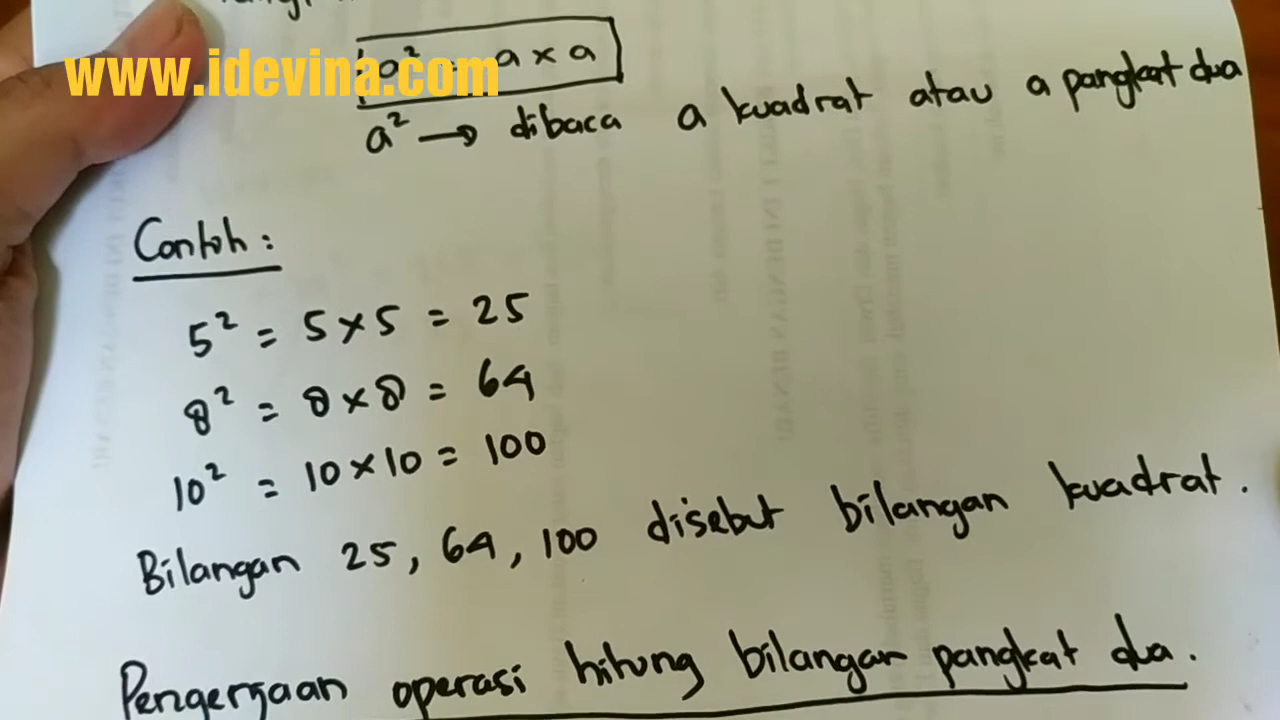 www.idevina.com
a² = a × a
a² → dibaca a kuadrat atau a pangkat dua
Contoh :
5² = 5 × 5 = 25
8² = 8 × 8 = 64
10² = 10 × 10 = 100
Bilangan 25, 64, 100 disebut bilangan kuadrat.
Pengerjaan operasi hitung bilangan pangkat dua.